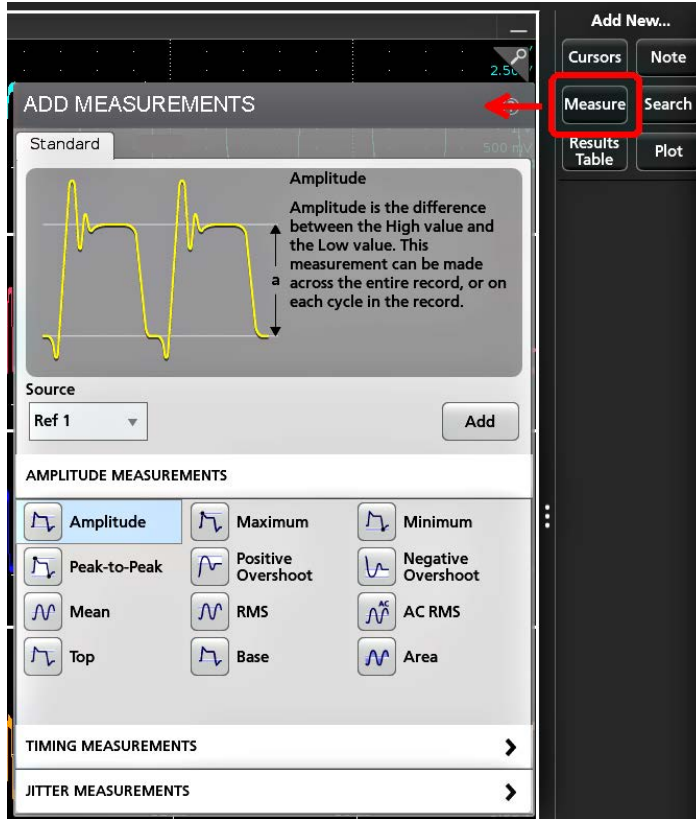 Add New...
Cursors
Note
Measure
Search
Results
Table
Plot
ADD MEASUREMENTS
Standard
500 mV
Amplitude
Amplitude is the difference
between the High value and
the Low value. This
measurement can be made
across the entire record, or on
each cycle in the record.
a
Source
Ref 1
Add
AMPLITUDE MEASUREMENTS
Amplitude
Maximum
Minimum
Peak-to-Peak
Positive
Overshoot
Negative
Overshoot
Mean
RMS
AC RMS
Top
Base
Area
TIMING MEASUREMENTS
JITTER MEASUREMENTS